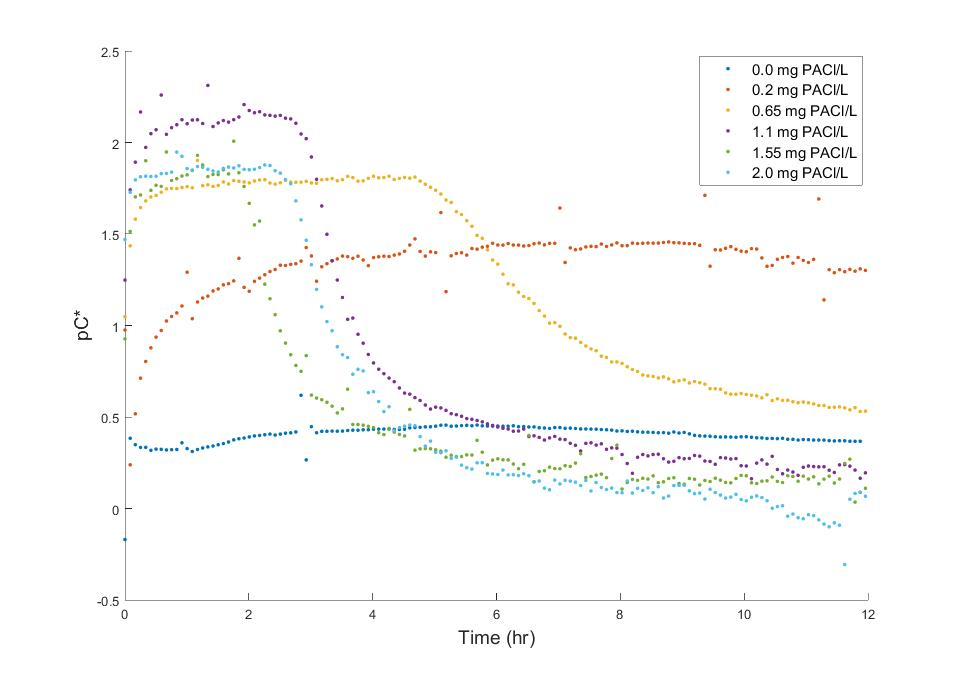 2.5
2
1.5
1
0.5
0
-0.5
pC*
0 2 4 6 8 10 12
Time (hr)
0.0 mg PACl/L
0.2 mg PACl/L
0.65 mg PACl/L
1.1 mg PACl/L
1.55 mg PACl/L
2.0 mg PACl/L